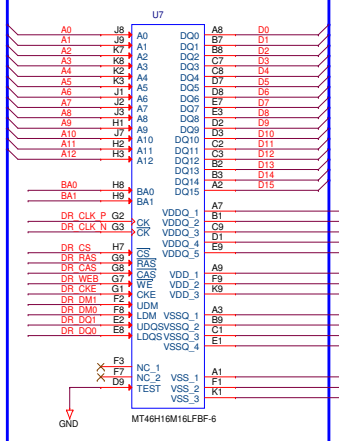 U7
A0 J8 A0 DQ0 A8 D0
A1 J9 A1 DQ1 B7 D1
A2 K7 A2 DQ2 B8 D2
A3 K8 A3 DQ3 C7 D3
A4 K2 A4 DQ4 C8 D4
A5 K3 A5 DQ5 D7 D5
A6 J1 A6 DQ6 D8 D6
A7 J2 A7 DQ7 E7 D7
A8 J3 A8 DQ8 E3 D8
A9 H1 A9 DQ9 D2 D9
A10 J7 A10 DQ10 D3 D10
A11 H2 A11 DQ11 C2 D11
A12 H3 A12 DQ12 C3 D12
DQ13 B2 D13
DQ14 B3 D14
BA0 H8 BA0 DQ15 A2 D15
BA1 H9 BA1
VDDQ_1 A7
DR_CLK_P G2 CK VDDQ_2 B1
DR_CLK_N G3 CK VDDQ_3 C9
VDDQ_4 D1
DR_CS H7 CS VDDQ_5 E9
DR_RAS G9 RAS
DR_CAS G8 CAS VDD_1 A9
DR_WEB G7 WE VDD_2 F9
DR_CKE G1 CKE VDD_3 K9
DR_DM1 F2 UDM
DR_DM0 F8 LDM VSSQ_1 A3
DR_DQ1 E2 UDQS VSSQ_2 B9
DR_DQ0 E8 LDQS VSSQ_3 C1
VSSQ_4 E1
F3 NC_1
F7 NC_2 VSS_1 A1
D9 TEST VSS_2 F1
VSS_3 K1
GND
MT46H16M16LFBF-6